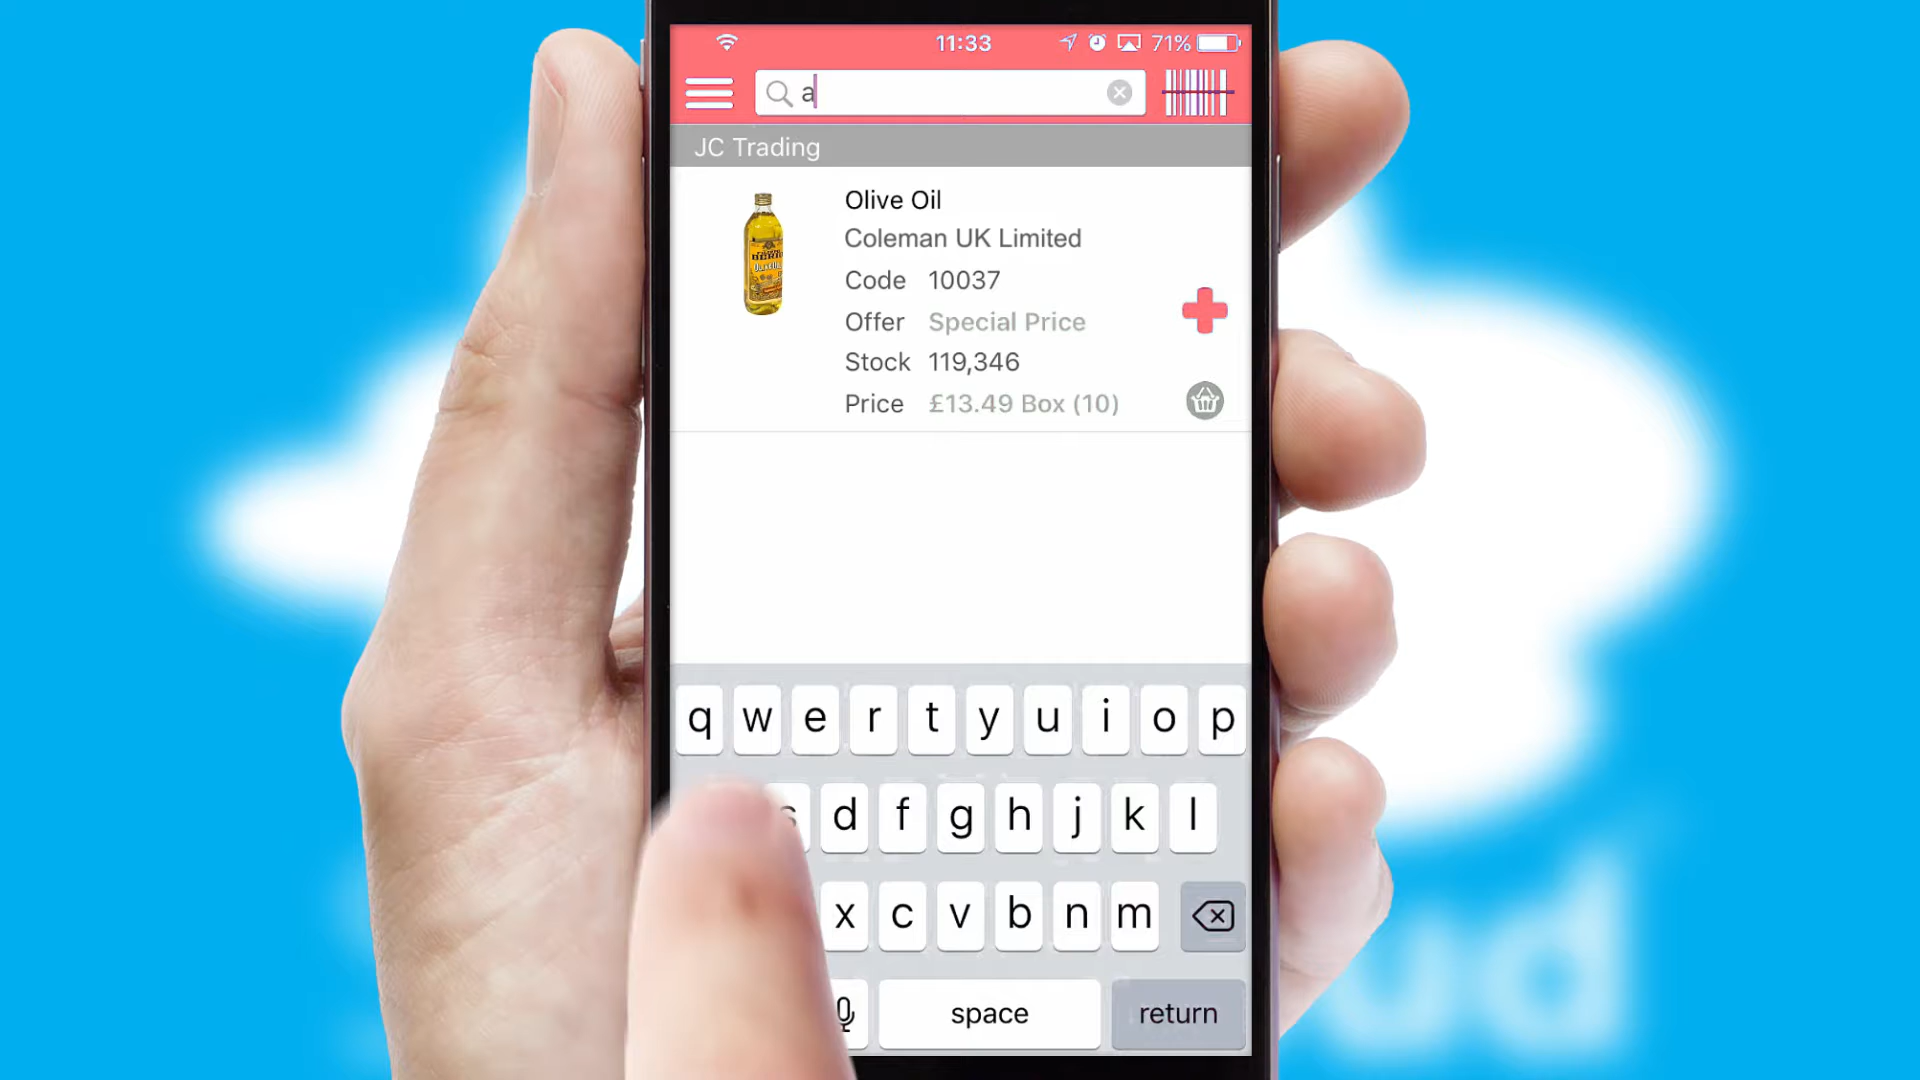 11:33 71%
a
JC Trading
Olive Oil
Coleman UK Limited
Code 10037
Offer Special Price
Stock 119,346
Price £13.49 Box (10)
q w e r t y u i o p
s d f g h j k l
x c v b n m
space return
ud